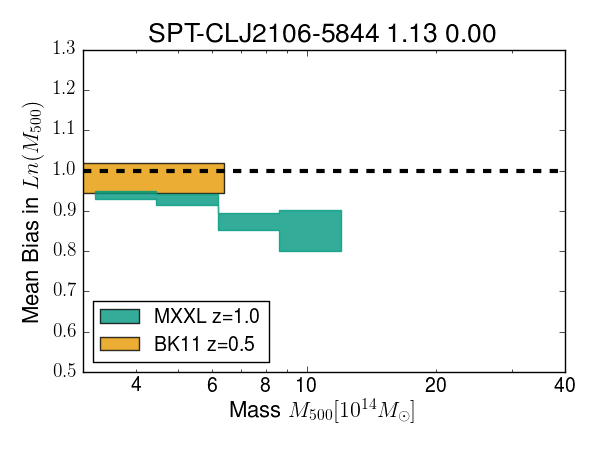 SPT-CLJ2106-5844 1.13 0.00
1.3
1.2
1.1
1.0
0.9
0.8
0.7
0.6
0.5
Mean Bias in Ln(M500)
MXXL z=1.0
BK11 z=0.5
4 6 8 10 20 40
Mass M500[10^14 M⊙]